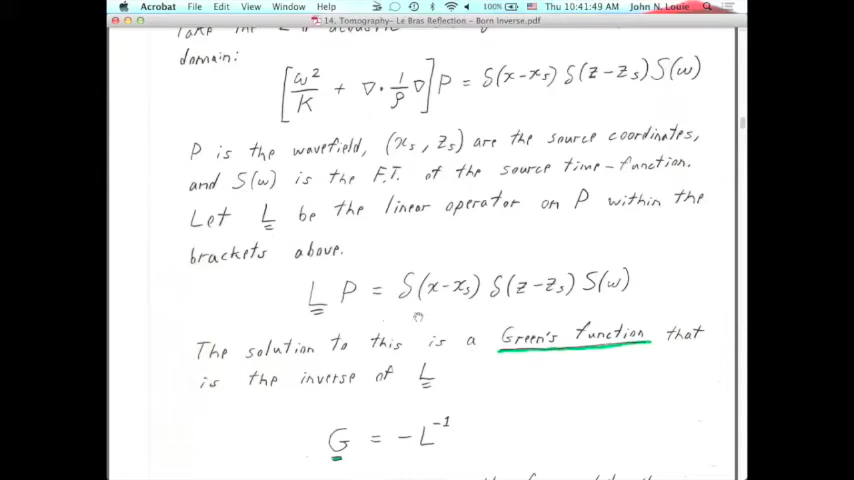 Acrobat File Edit View Window Help 100% Thu 10:41:49 AM John N. Louie
14. Tomography- Le Bras Reflection - Born Inverse.pdf
Take the
domain:
[ω²/K + ∇·1/ρ ∇] P = δ(x-xₛ) δ(z-zₛ) S(ω)
P is the wavefield, (xₛ, zₛ) are the source coordinates,
and S(ω) is the F.T. of the source time-function.
Let L be the linear operator on P within the
brackets above.
L P = δ(x-xₛ) δ(z-zₛ) S(ω)
The solution to this is a Green's function that
is the inverse of L
G = -L⁻¹